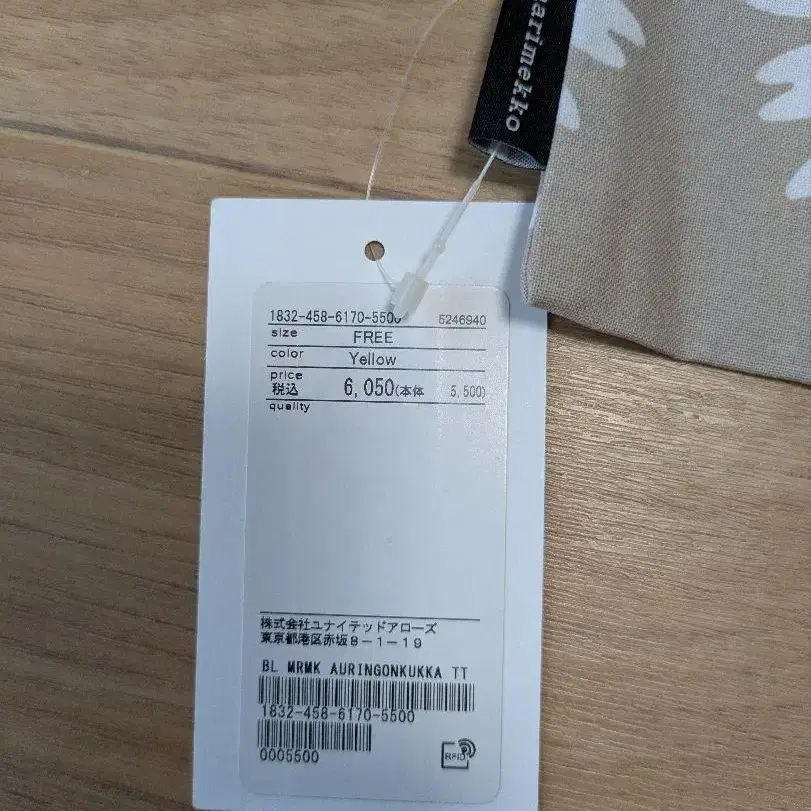 marimekko
1832-458-6170-5500 5246940
size FREE
color Yellow
price
税込 6,050(本体 5,500)
quality
株式会社ユナイテッドアローズ
東京都港区赤坂8-1-19
BL MRMK AURINGONKUKKA TT
1832-458-6170-5500
0005500
RFID